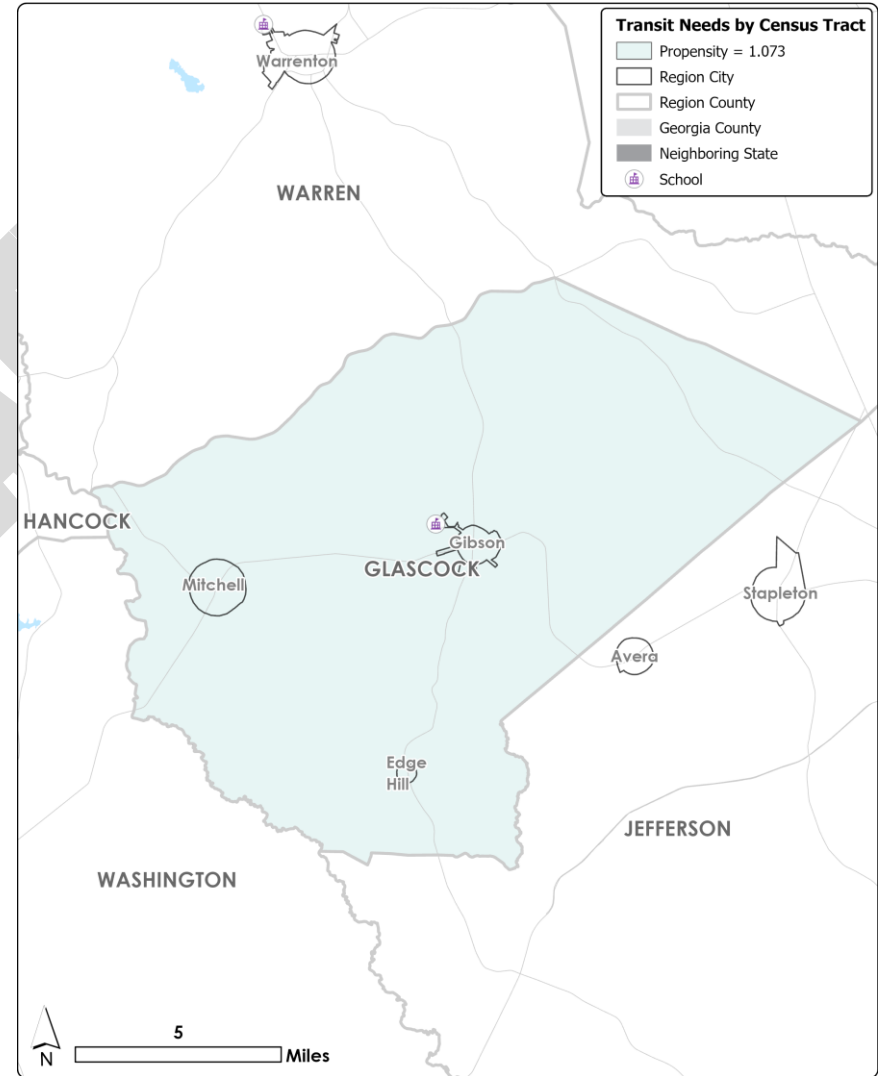 Transit Needs by Census Tract
Propensity = 1.073
Region City
Region County
Georgia County
Neighboring State
School
Warrenton
WARREN
HANCOCK
Gibson
GLASCOCK
Mitchell
Stapleton
Avera
Edge
Hill
JEFFERSON
WASHINGTON
5
Miles
N